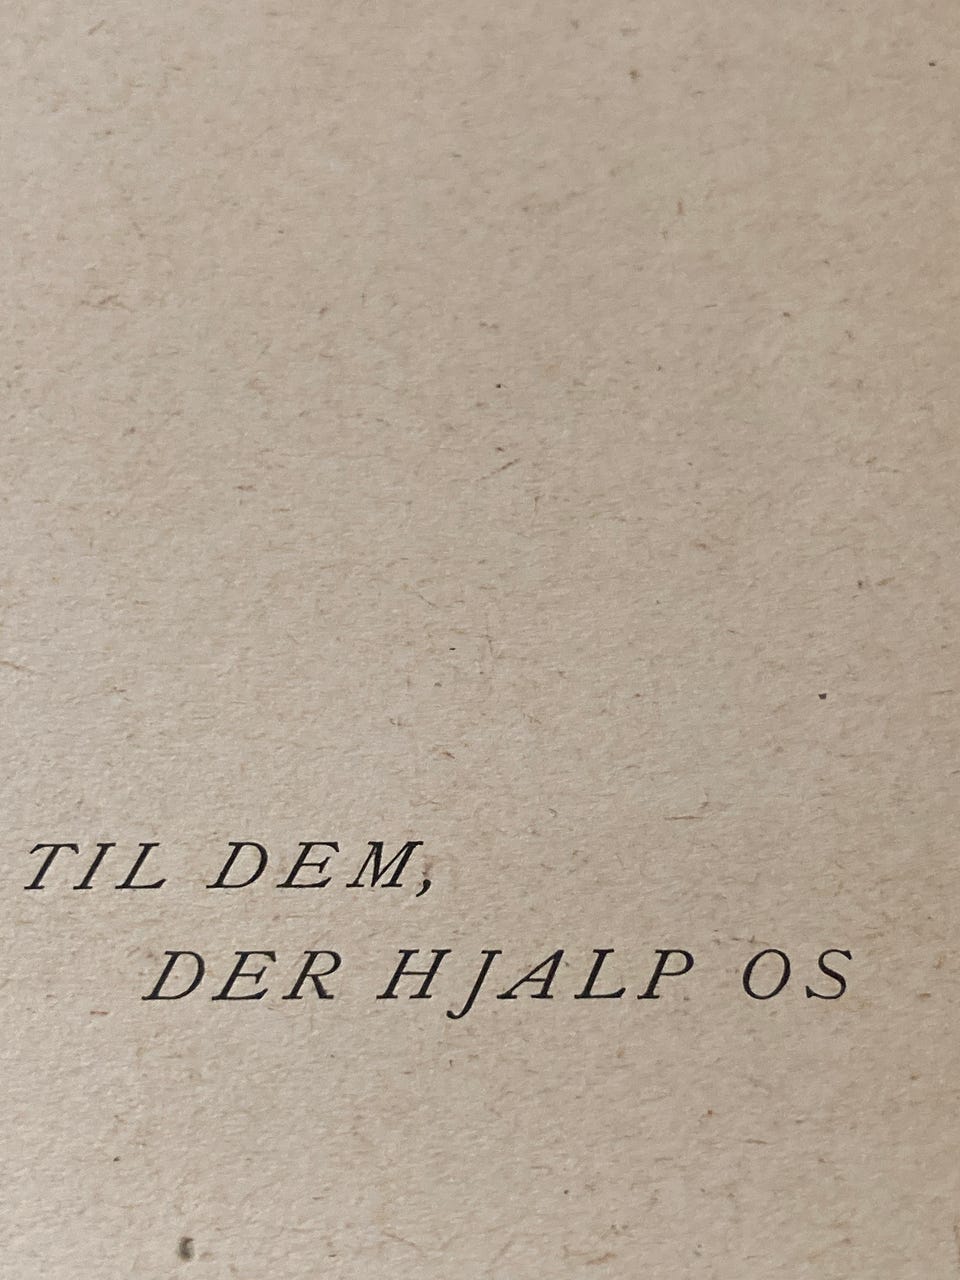 TIL DEM,
DER HJALP OS